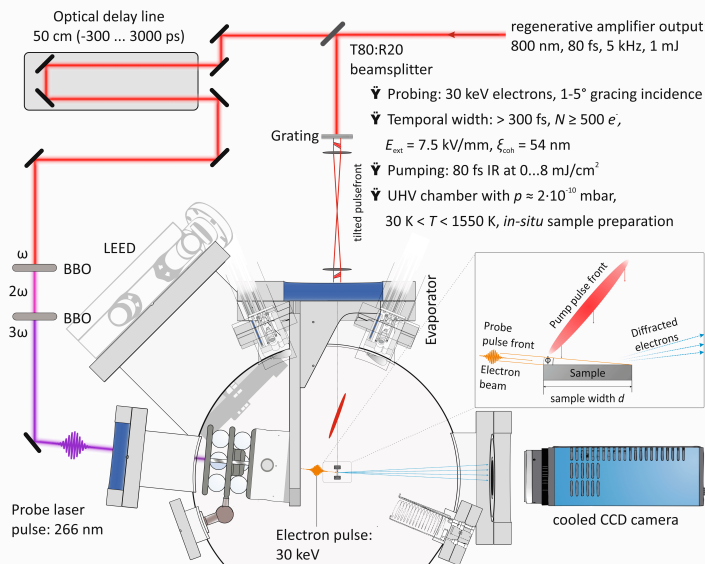 Optical delay line
50 cm (-300 ... 3000 ps)
T80:R20
beamsplitter
regenerative amplifier output
800 nm, 80 fs, 5 kHz, 1 mJ
Ÿ Probing: 30 keV electrons, 1-5° gracing incidence
Ÿ Temporal width: > 300 fs, N ≥ 500 e⁻,
E_ext = 7.5 kV/mm, ξ_coh = 54 nm
Ÿ Pumping: 80 fs IR at 0...8 mJ/cm²
Ÿ UHV chamber with p ≈ 2·10⁻¹⁰ mbar,
30 K < T < 1550 K, in-situ sample preparation
Grating
tilted pulsefront
LEED
ω
BBO
2ω
BBO
3ω
Evaporator
Pump pulse front
Probe
pulse front
Diffracted
electrons
Electron
beam
ϕ
Sample
sample width d
Probe laser
pulse: 266 nm
Electron pulse:
30 keV
cooled CCD camera